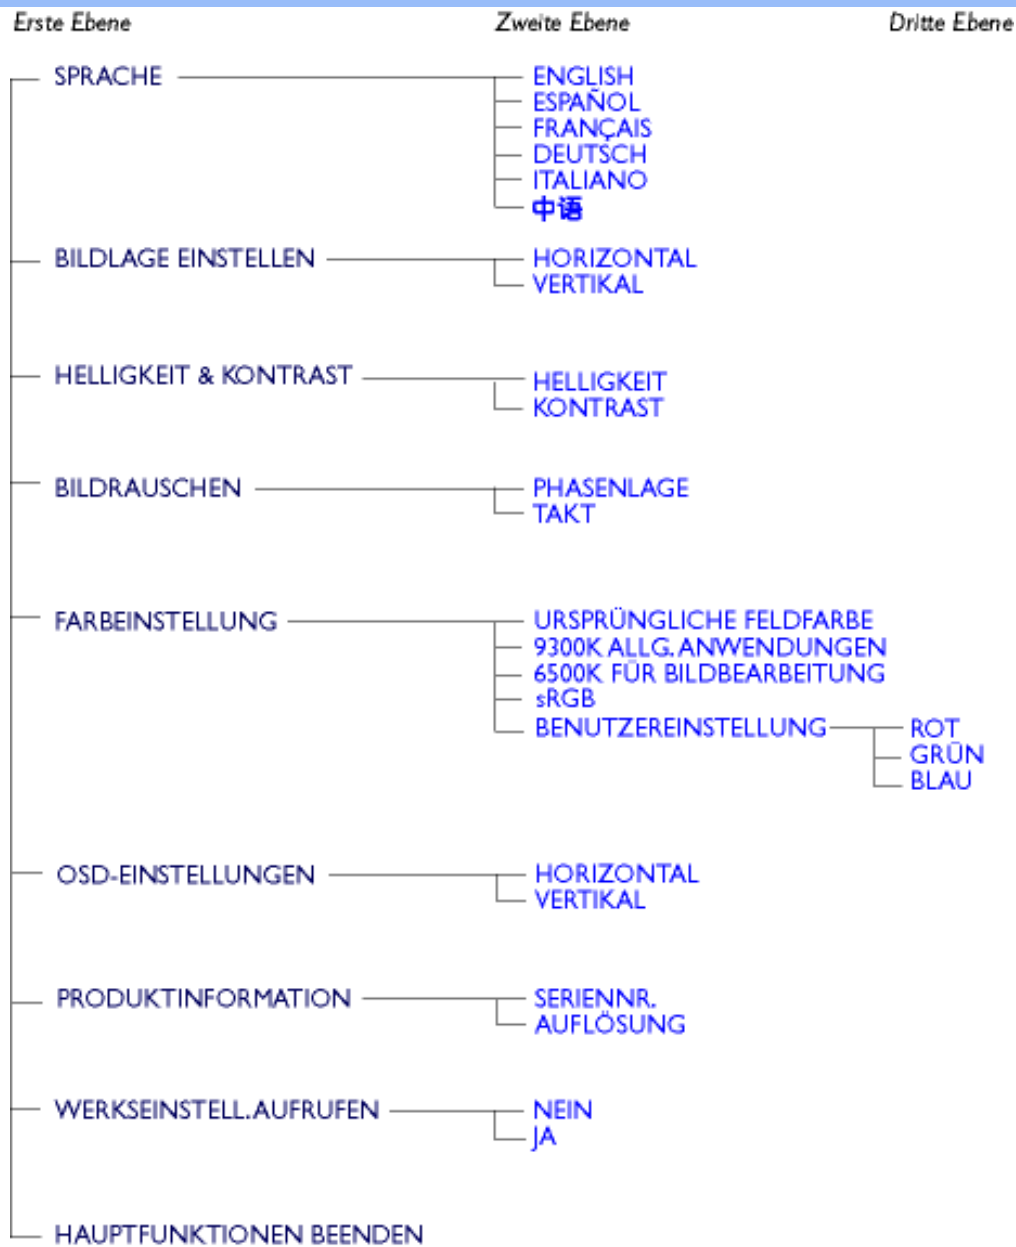 Erste Ebene Zweite Ebene Dritte Ebene
SPRACHE ENGLISH
ESPAÑOL
FRANÇAIS
DEUTSCH
ITALIANO
中语
BILDLAGE EINSTELLEN HORIZONTAL
VERTIKAL
HELLIGKEIT & KONTRAST HELLIGKEIT
KONTRAST
BILDRAUSCHEN PHASENLAGE
TAKT
FARBEINSTELLUNG URSPRÜNGLICHE FELDFARBE
9300K ALLG. ANWENDUNGEN
6500K FÜR BILDBEARBEITUNG
sRGB
BENUTZEREINSTELLUNG ROT
GRÜN
BLAU
OSD-EINSTELLUNGEN HORIZONTAL
VERTIKAL
PRODUKTINFORMATION SERIENNR.
AUFLÖSUNG
WERKSEINSTELL. AUFRUFEN NEIN
JA
HAUPTFUNKTIONEN BEENDEN